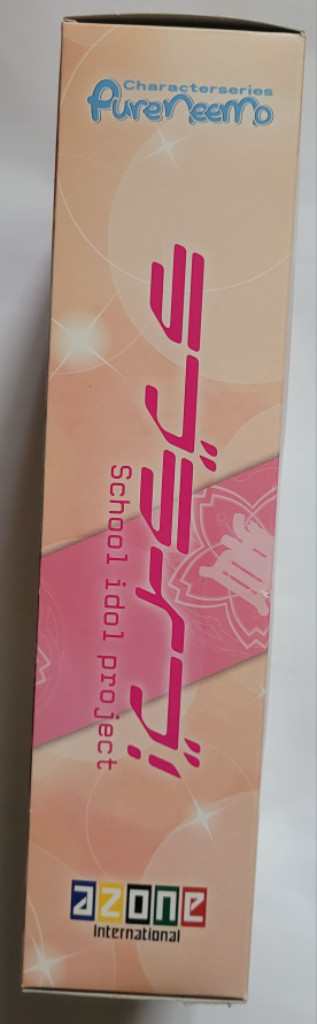 Characterseries
PureNeemo
ラブライブ!
School idol project
azone
International